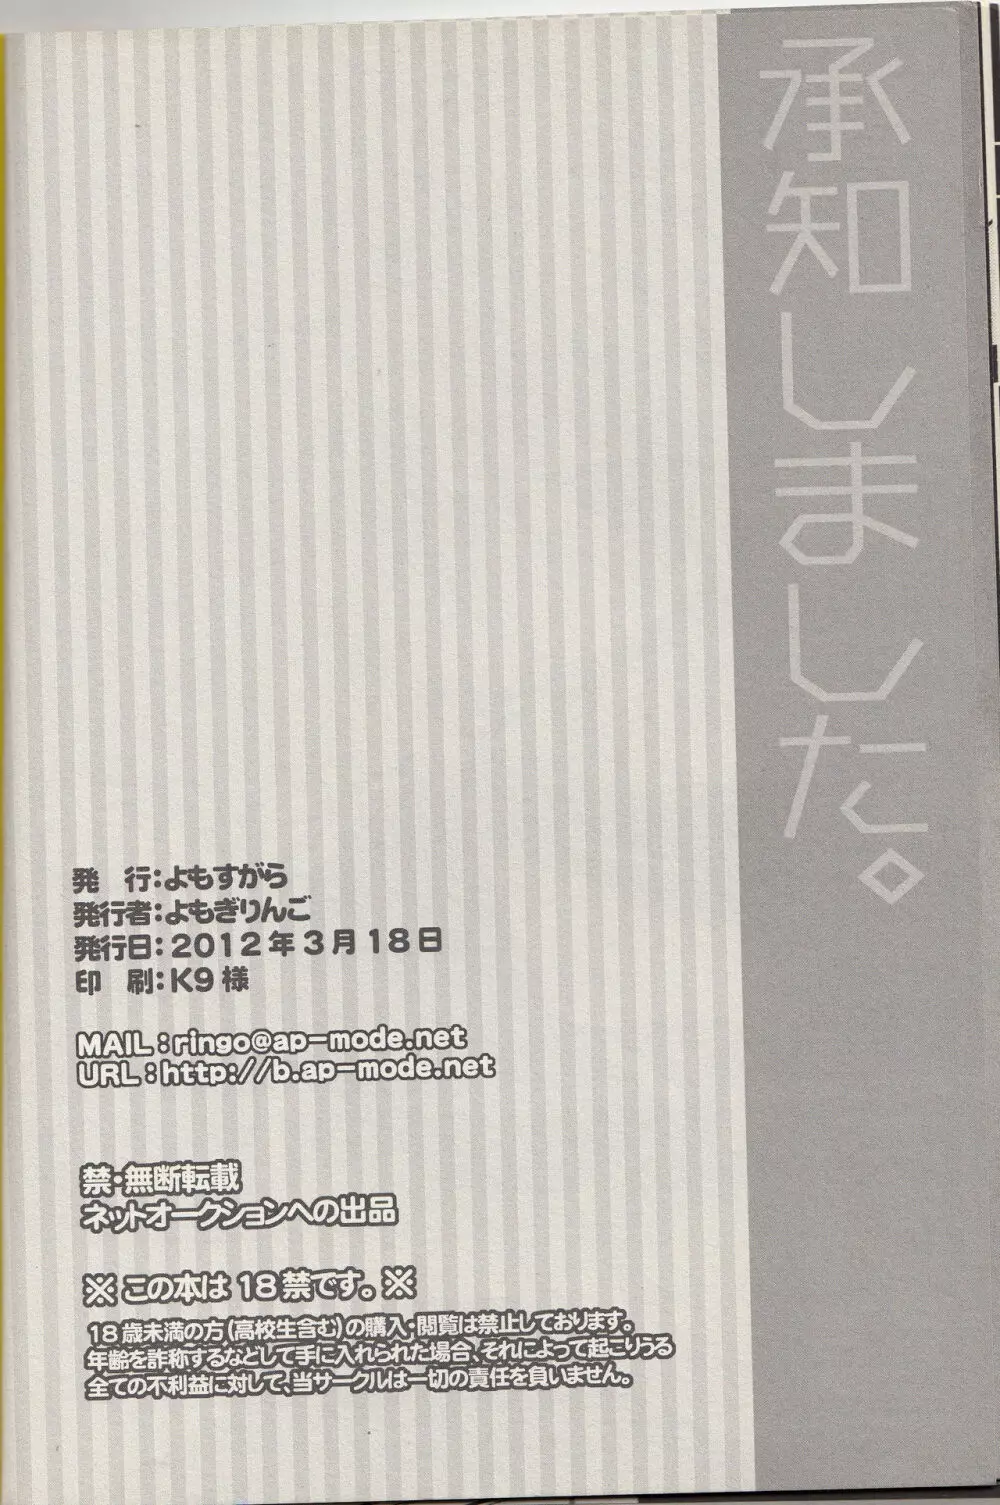 承知しました。
発　行：よもすがら
発行者：よもぎりんご
発行日：2012年3月18日
印　刷：K9様
MAIL：ringo@ap-mode.net
URL：http://b.ap-mode.net
禁・無断転載
ネットオークションへの出品
※この本は18禁です。※
18歳未満の方（高校生含む）の購入・閲覧は禁止しております。
年齢を詐称するなどして手に入れられた場合、それによって起こりうる
全ての不利益に対して、当サークルは一切の責任を負いません。